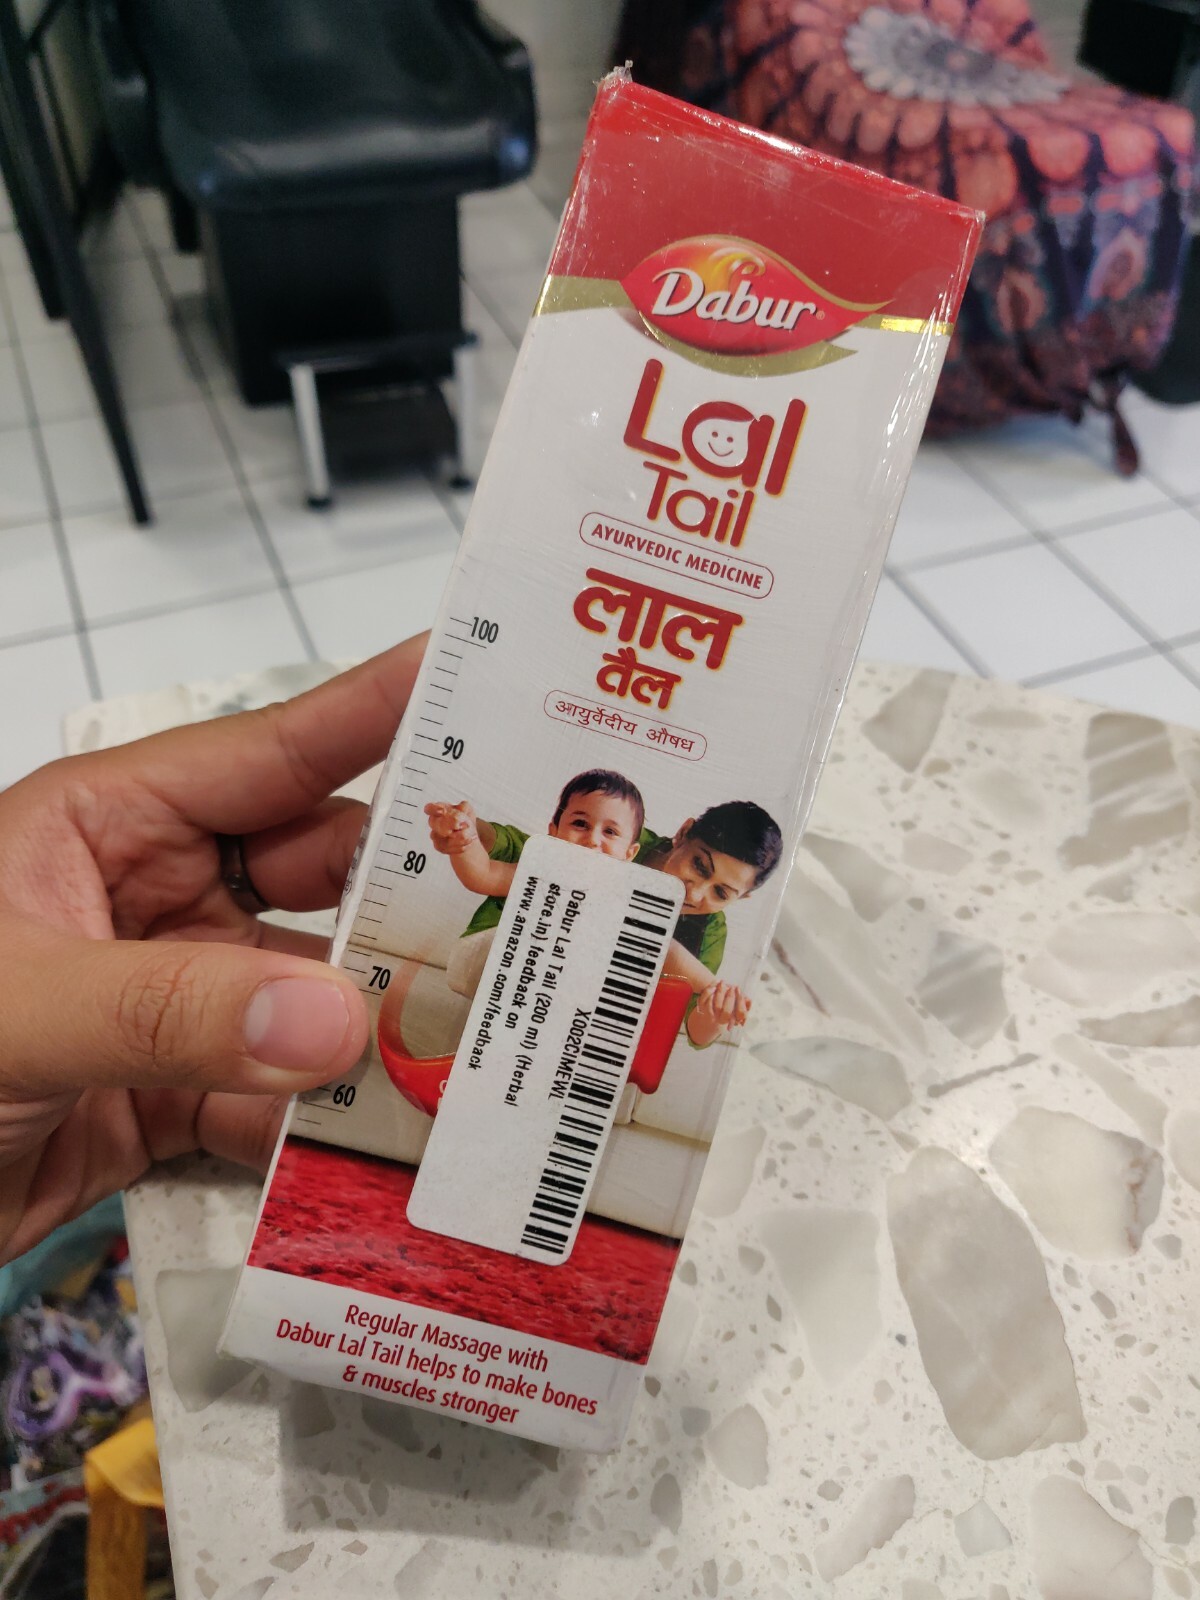 Dabur
Lal
Tail
AYURVEDIC MEDICINE
लाल
तैल
आयुर्वेदीय औषध
100
90
80
70
60
X002CIMEWL
Dabur Lal Tail (200 ml) (Herbal
store.in) feedback on
www.amazon.com/feedback
Regular Massage with
Dabur Lal Tail helps to make bones
& muscles stronger